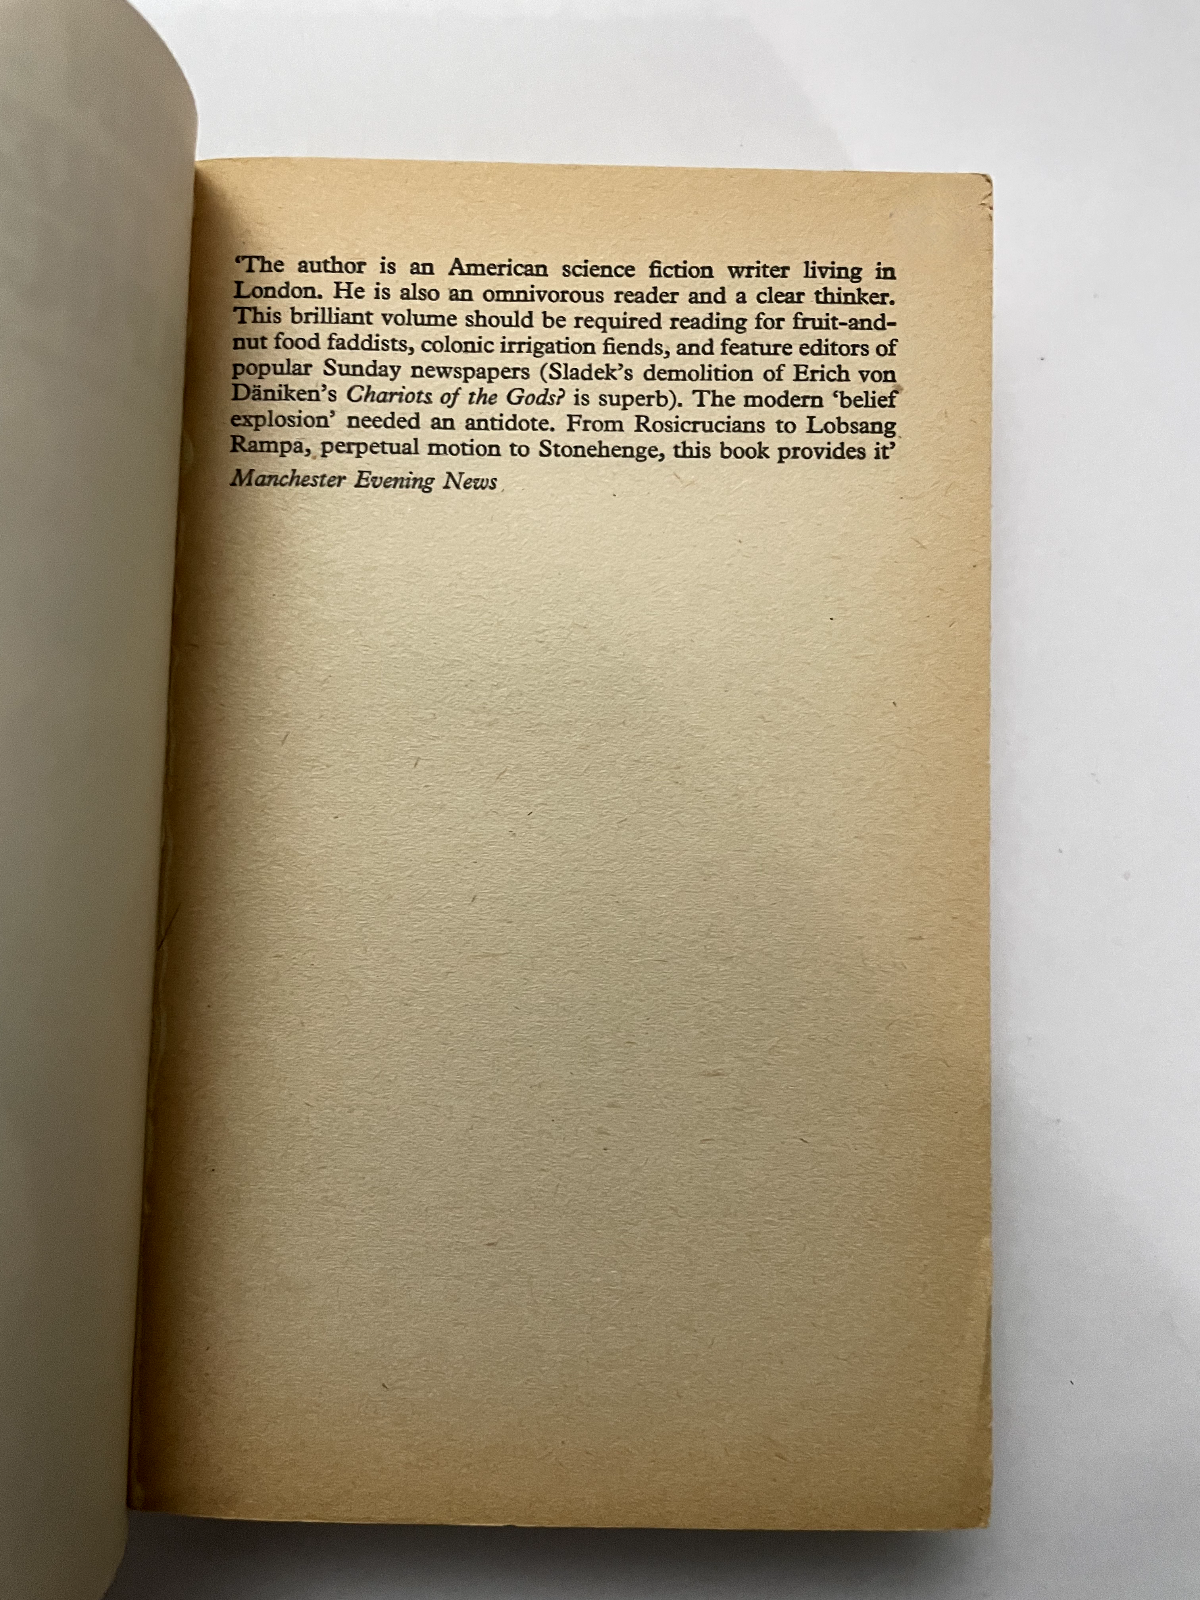 ‘The author is an American science fiction writer living in
London. He is also an omnivorous reader and a clear thinker.
This brilliant volume should be required reading for fruit-and-
nut food faddists, colonic irrigation fiends, and feature editors of
popular Sunday newspapers (Sladek’s demolition of Erich von
Däniken’s Chariots of the Gods? is superb). The modern ‘belief
explosion’ needed an antidote. From Rosicrucians to Lobsang
Rampa, perpetual motion to Stonehenge, this book provides it’
Manchester Evening News